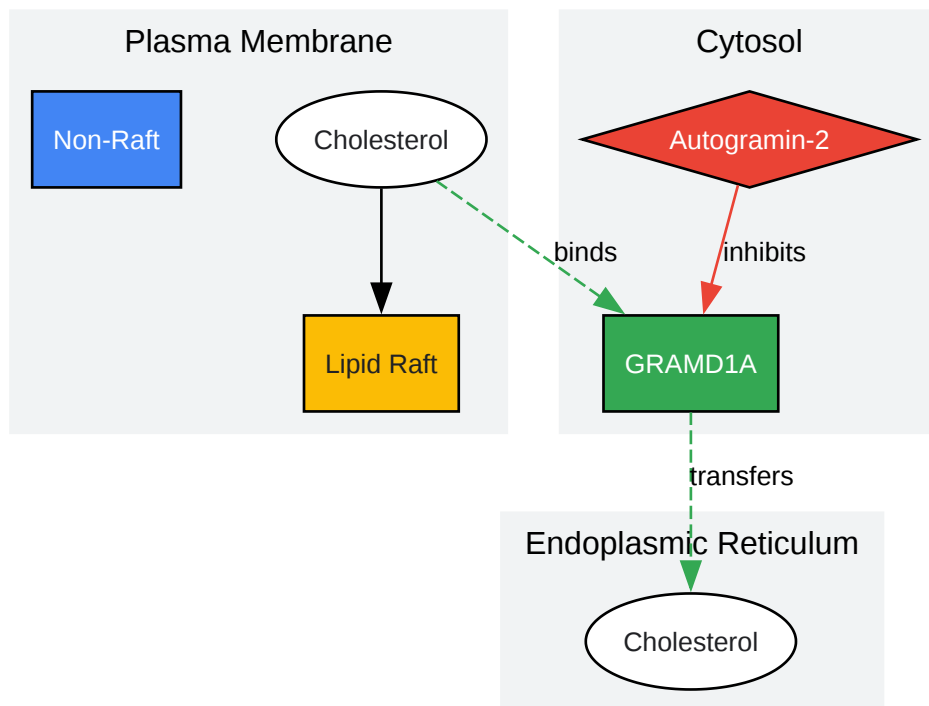 Plasma Membrane
Cytosol
Non-Raft
Cholesterol
Autogramin-2
binds
inhibits
Lipid Raft
GRAMD1A
transfers
Endoplasmic Reticulum
Cholesterol